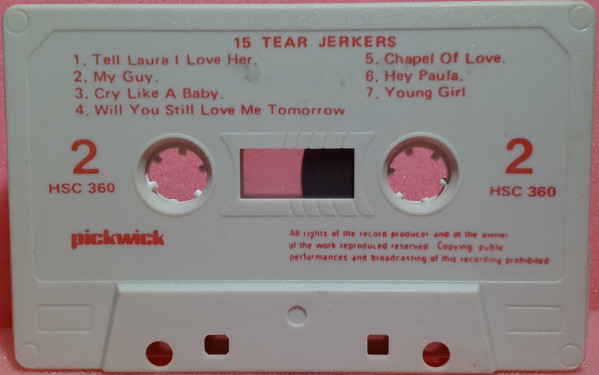 15 TEAR JERKERS
1. Tell Laura I Love Her.
2. My Guy.
3. Cry Like A Baby.
4. Will You Still Love Me Tomorrow
5. Chapel Of Love.
6. Hey Paula.
7. Young Girl.
2
HSC 360
2
HSC 360
pickwick
All rights of the record producer and of the owner
of the work reproduced reserved Copying public
performances and broadcasting of this recording prohibited